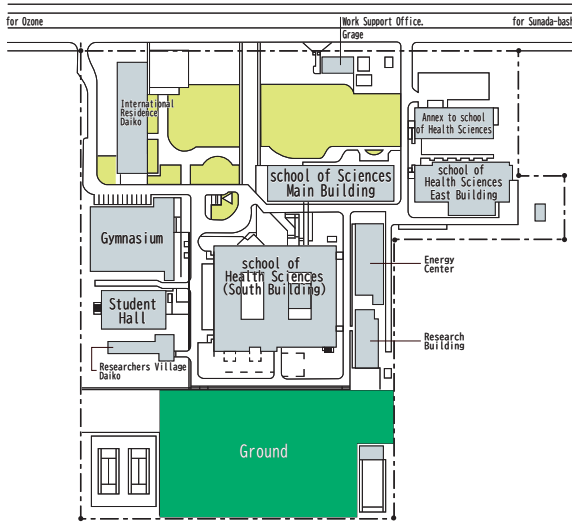 for Ozone
Work Support Office.
for Sunada-bash
Grage
International
Residence
Daiko
Annex to school
of Health Sciences
school of Sciences
Main Building
school of
Health Sciences
East Building
Gymnasium
school of
Health Sciences
(South Building)
Energy
Center
Student
Hall
Research
Building
Researchers Village
Daiko
Ground